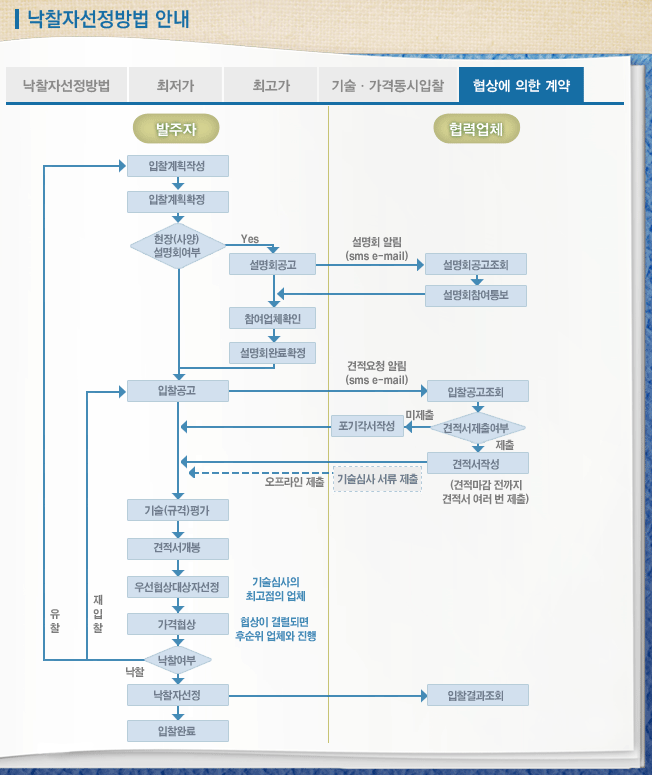 낙찰자선정방법 안내
낙찰자선정방법
최저가
최고가
기술 · 가격동시입찰
협상에 의한 계약
발주자
협력업체
입찰계획작성
입찰계획확정
현장(사양)
설명회여부
Yes
설명회공고
설명회 알림
(sms e-mail)
설명회공고조회
설명회참여통보
참여업체확인
설명회완료확정
입찰공고
견적요청 알림
(sms e-mail)
입찰공고조회
견적서제출여부
미제출
포기각서작성
제출
견적서작성
(견적마감 전까지
견적서 여러 번 제출)
기술심사 서류 제출
오프라인 제출
기술(규격)평가
견적서개봉
우선협상대상자선정
기술심사의
최고점의 업체
가격협상
협상이 결렬되면
후순위 업체와 진행
낙찰여부
유
찰
재
입
찰
낙찰
낙찰자선정
입찰결과조회
입찰완료